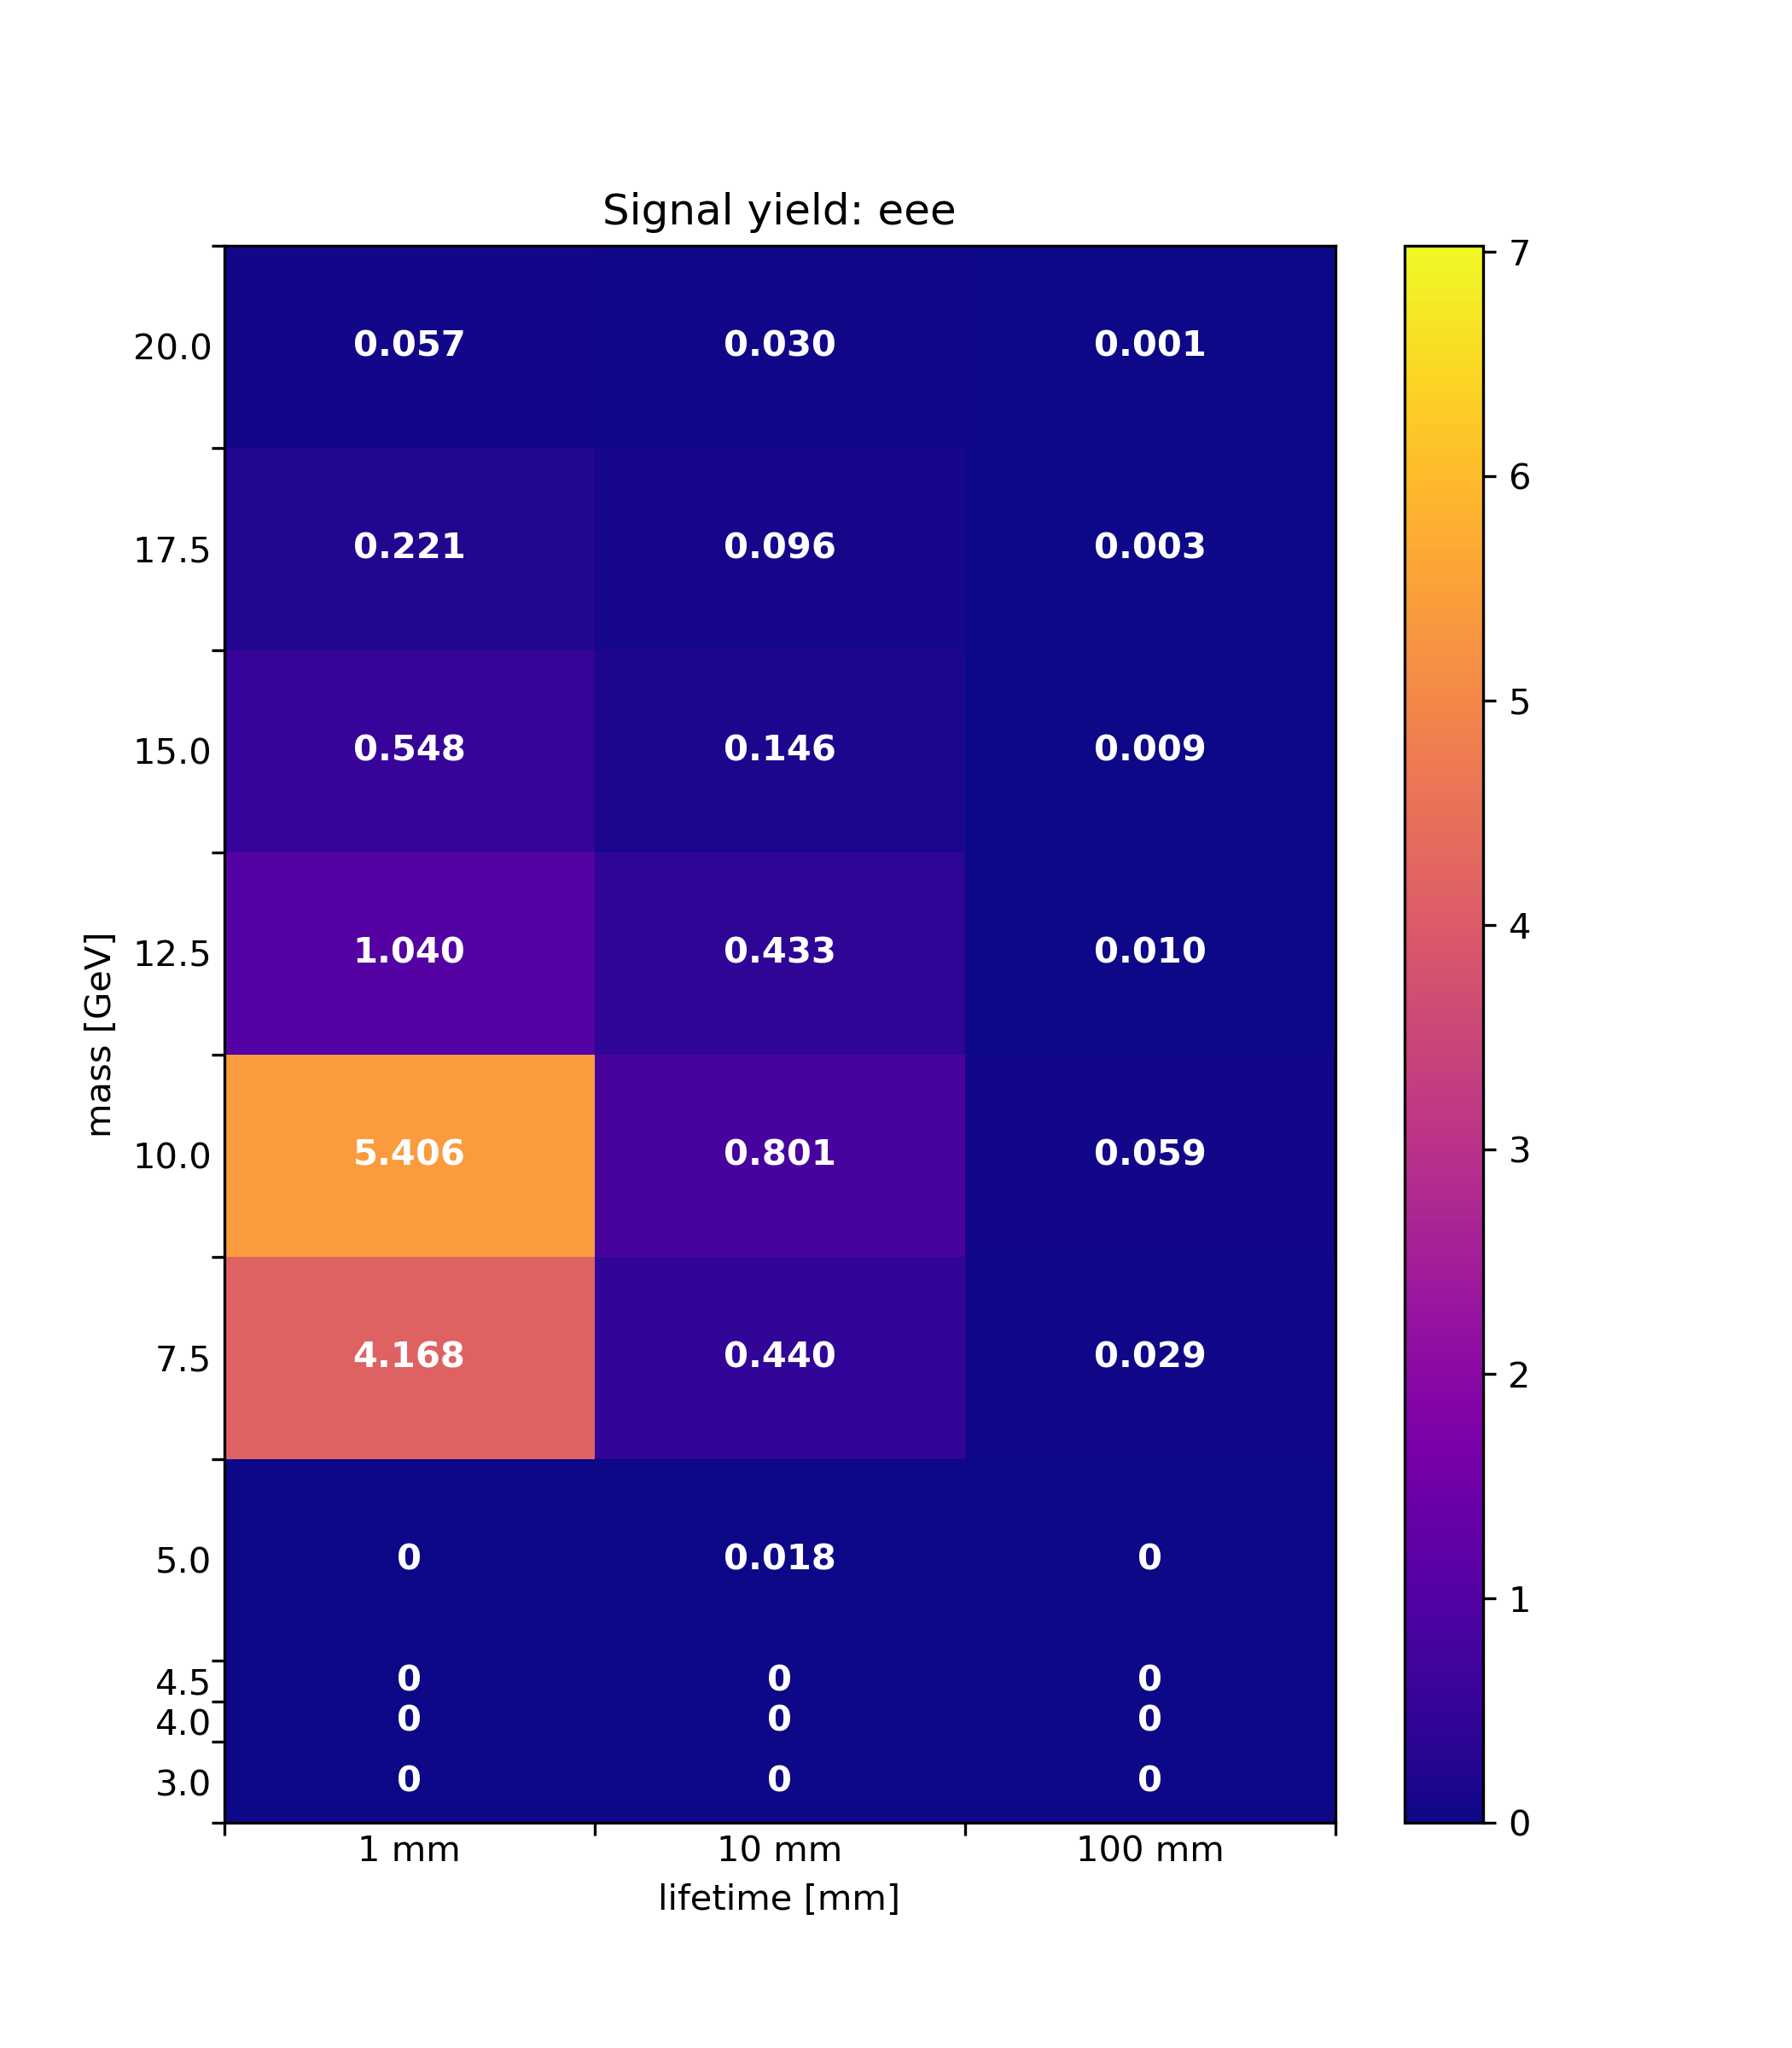 Signal yield: eee
7
20.0 0.057 0.030 0.001
6
17.5 0.221 0.096 0.003
5
15.0 0.548 0.146 0.009
4
12.5 1.040 0.433 0.010
mass [GeV]
3
10.0 5.406 0.801 0.059
2
7.5 4.168 0.440 0.029
5.0 0 0.018 0
1
4.5 0 0 0
4.0 0 0 0
3.0 0 0 0
0
1 mm 10 mm 100 mm
lifetime [mm]